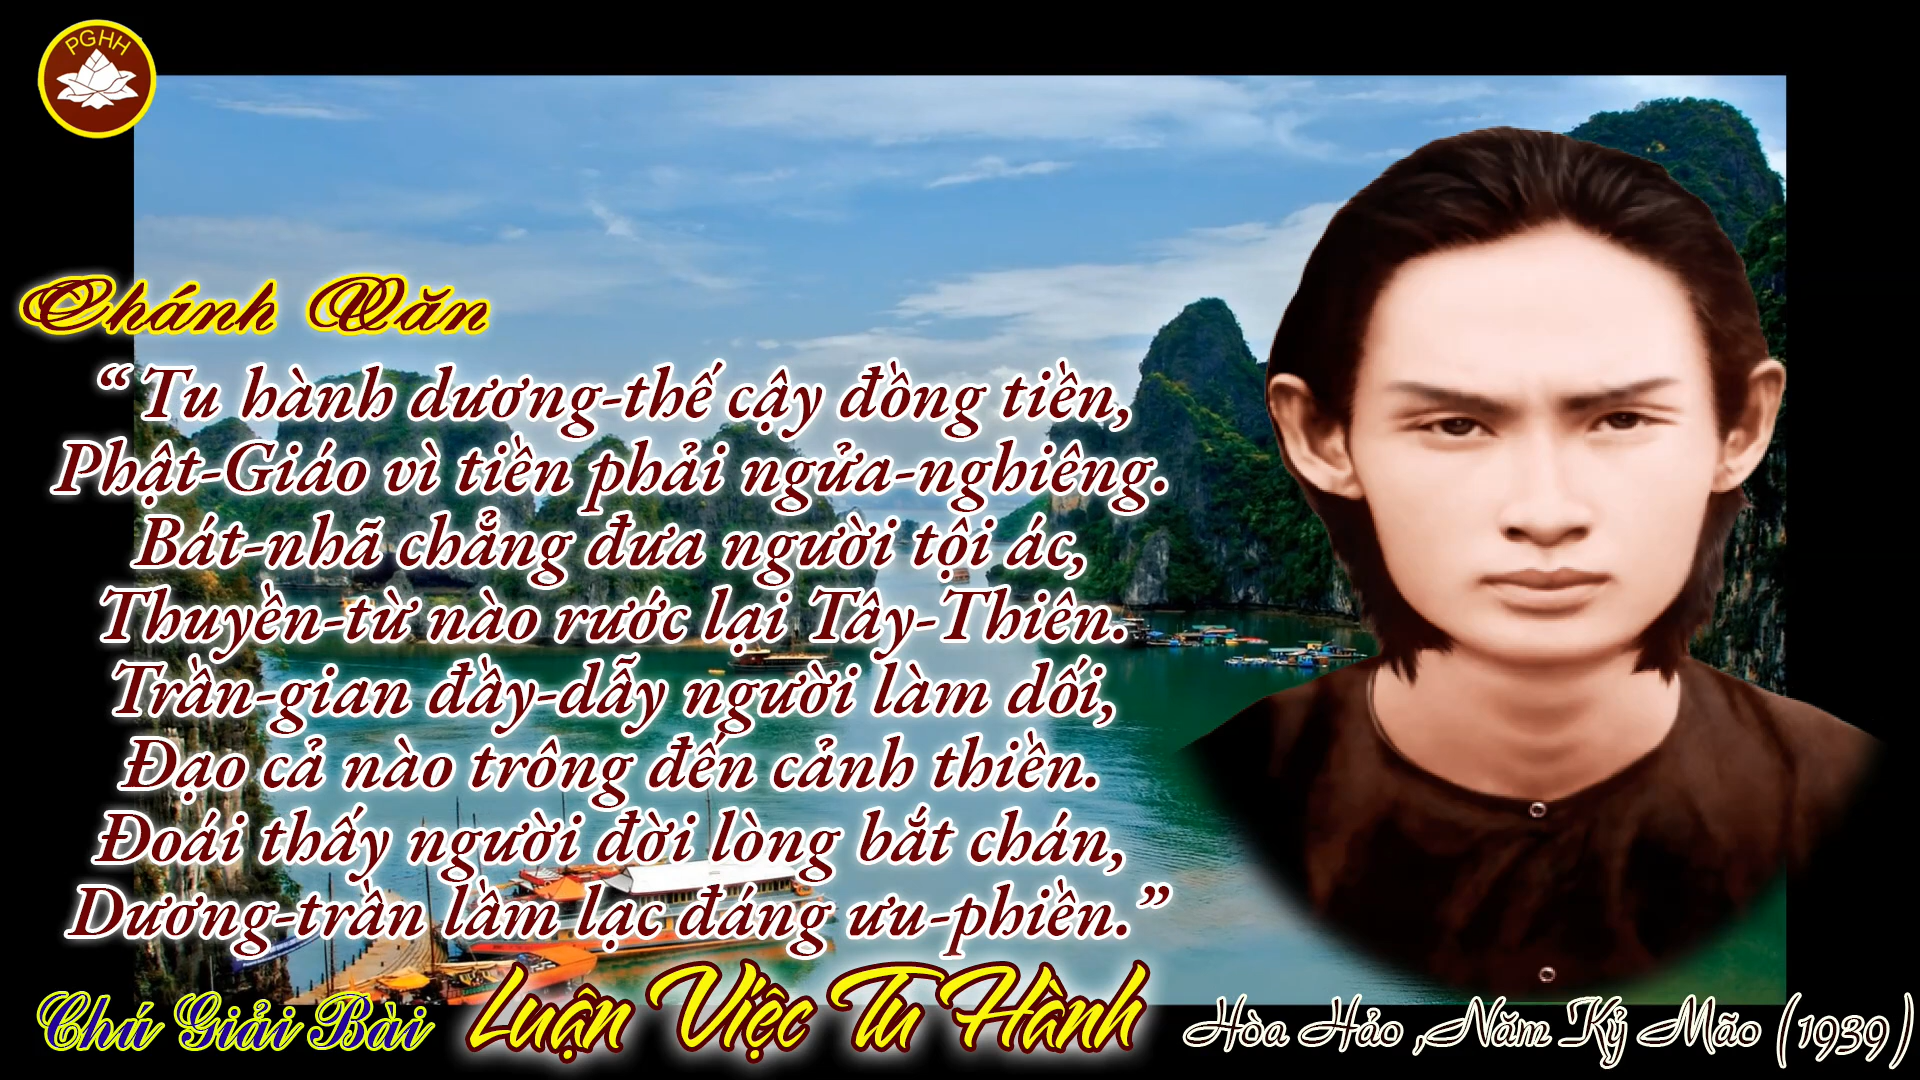 PGHH
Chánh Văn
“Tu hành dương-thế cậy đồng tiền,
Phật-Giáo vì tiền phải ngửa-nghiêng.
Bát-nhã chẳng đưa người tội ác,
Thuyền-từ nào rước lại Tây-Thiên.
Trần-gian đầy-dẫy người làm dối,
Đạo cả nào trông đến cảnh thiền.
Đoái thấy người đời lòng bắt chán,
Dương-trần lầm lạc đáng ưu-phiền.”
Chú Giải Bài Luận Việc Tu Hành Hòa Hảo ,Năm Kỷ Mão (1939)